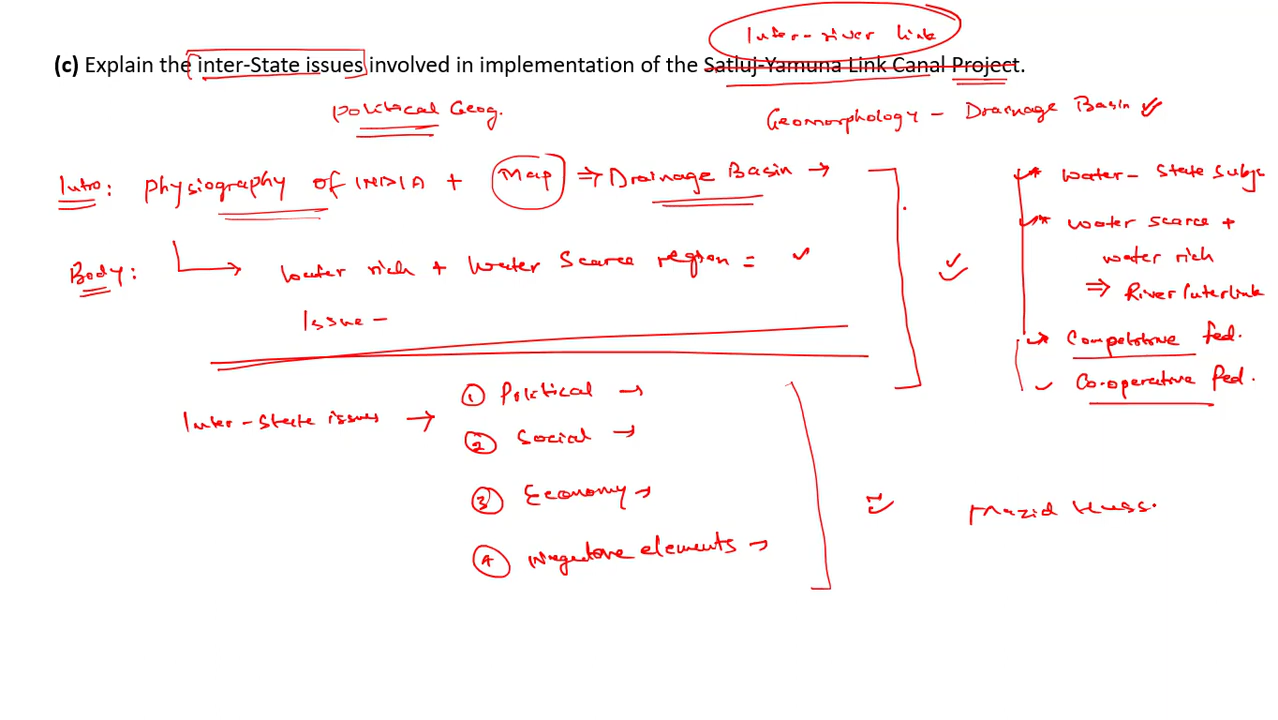 Inter-river link
(c) Explain the inter-State issues involved in implementation of the Satluj-Yamuna Link Canal Project.
Political Geog.
Geomorphology - Drainage Basin ✓
Intro: Physiography of INDIA + Map ⇒ Drainage Basin →
* water - State Subje
Body: → Water rich + Water Scarce region = ✓
* water scarce +
water rich
⇒ River Interlink
Issue -
* Competetive fed.
✓ Co-operative fed.
Inter-State issues →
① Political →
② Social →
③ Economy →
④ Negative elements →
Mazid Huss.